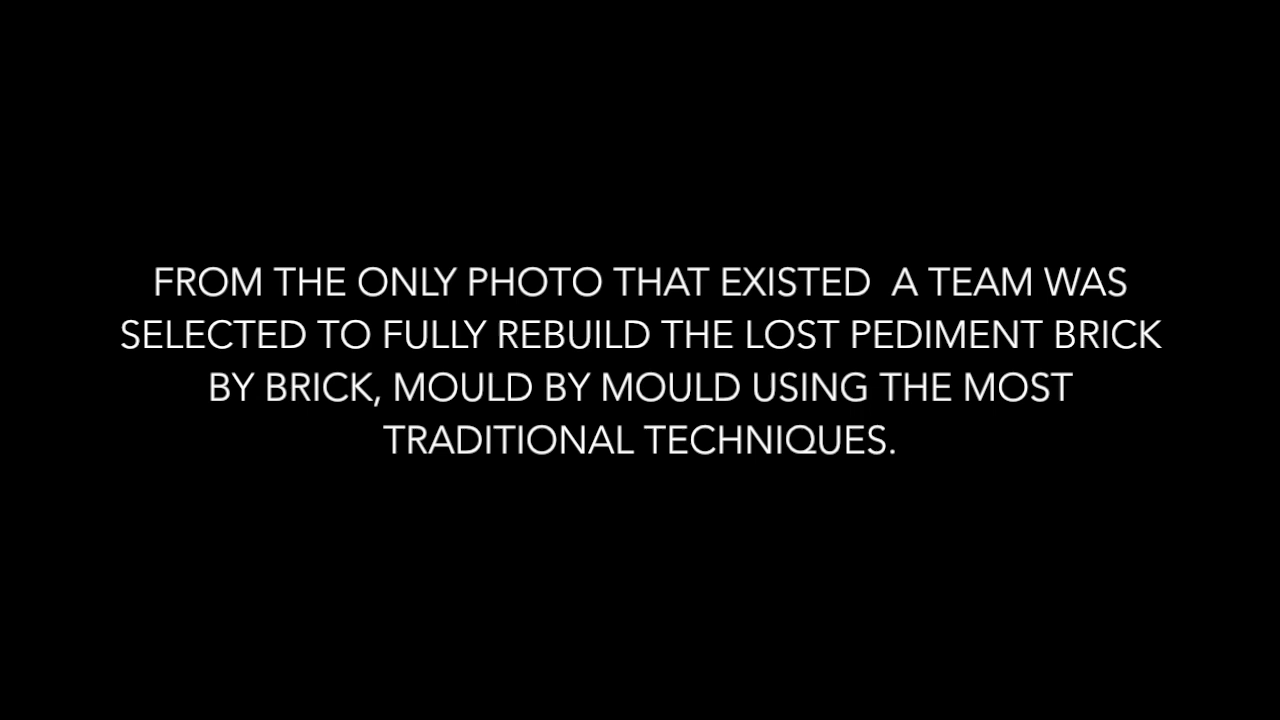 FROM THE ONLY PHOTO THAT EXISTED  A TEAM WAS
SELECTED TO FULLY REBUILD THE LOST PEDIMENT BRICK
BY BRICK, MOULD BY MOULD USING THE MOST
TRADITIONAL TECHNIQUES.